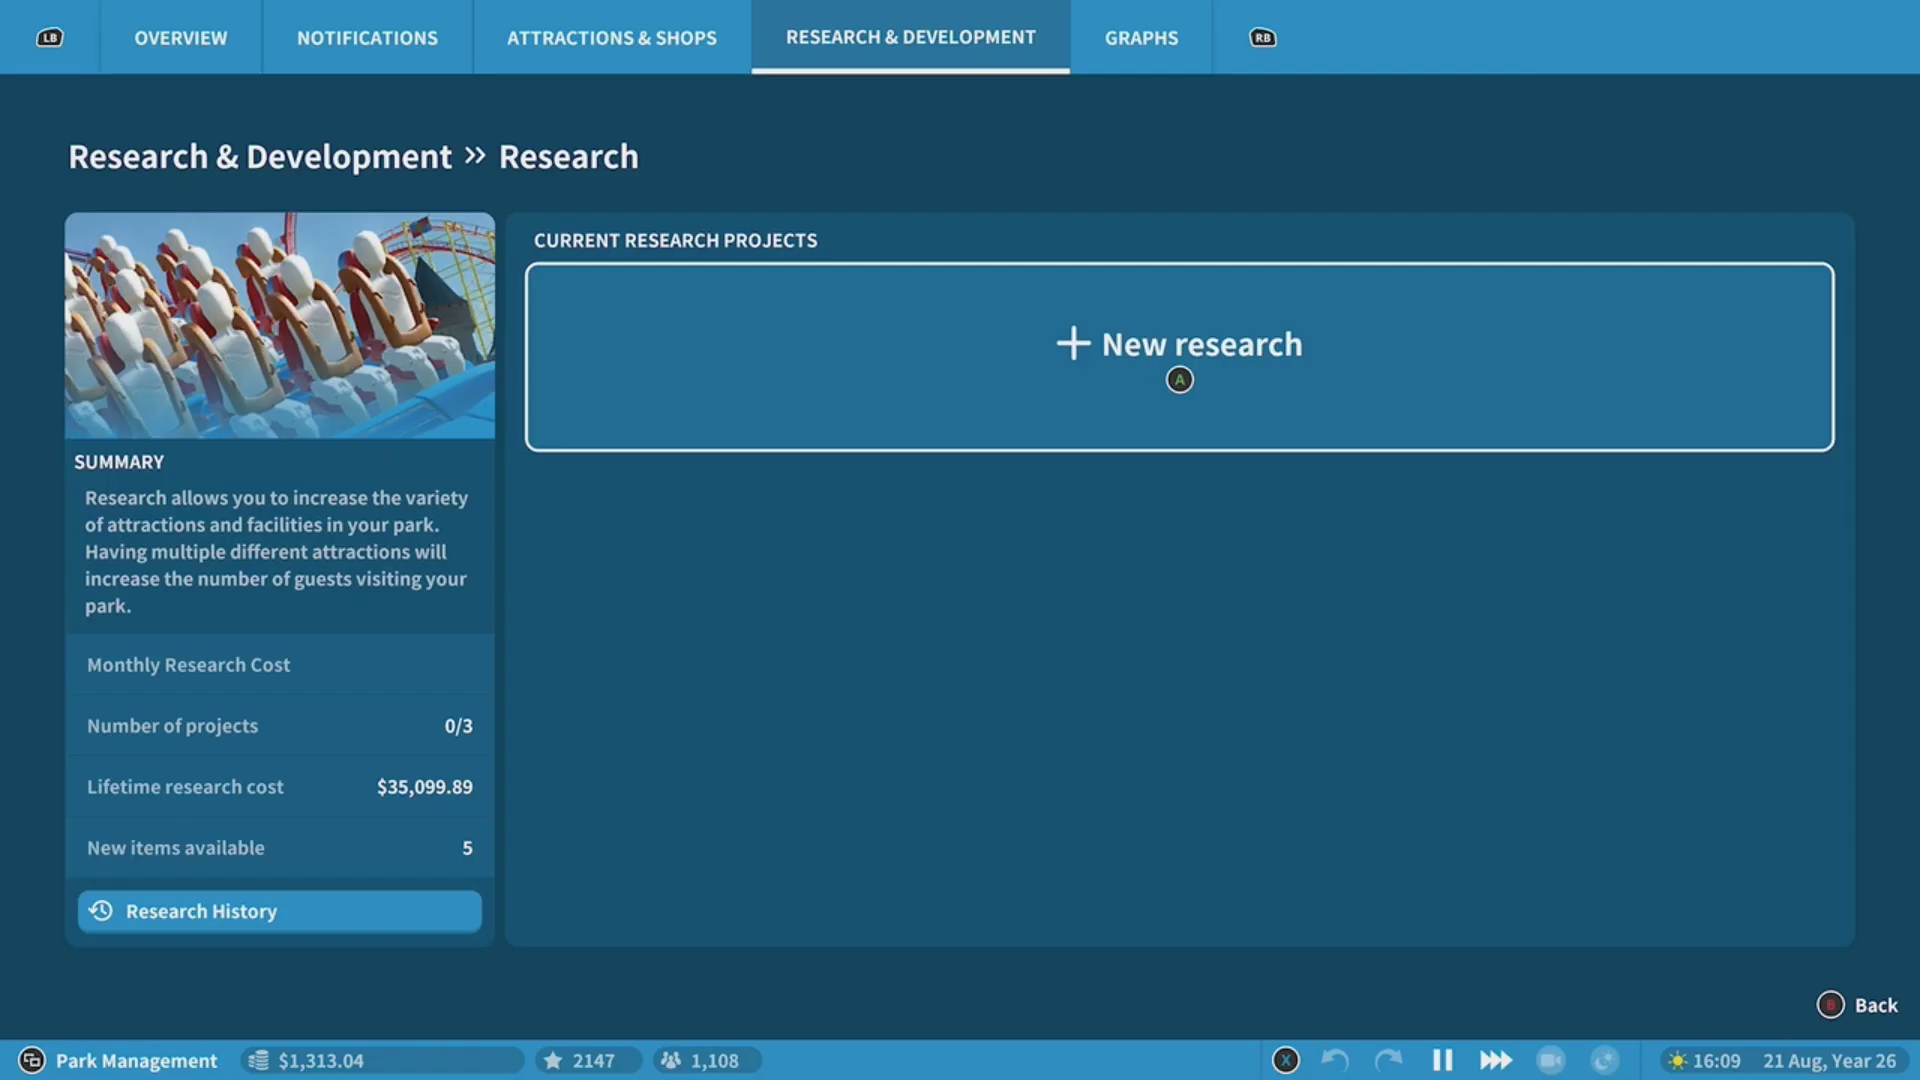 LB
OVERVIEW
NOTIFICATIONS
ATTRACTIONS & SHOPS
RESEARCH & DEVELOPMENT
GRAPHS
RB
Research & Development » Research
CURRENT RESEARCH PROJECTS
+ New research
A
SUMMARY
Research allows you to increase the variety
of attractions and facilities in your park.
Having multiple different attractions will
increase the number of guests visiting your
park.
Monthly Research Cost
Number of projects 0/3
Lifetime research cost $35,099.89
New items available 5
Research History
B Back
Park Management $1,313.04 2147 1,108 X 16:09 21 Aug, Year 26